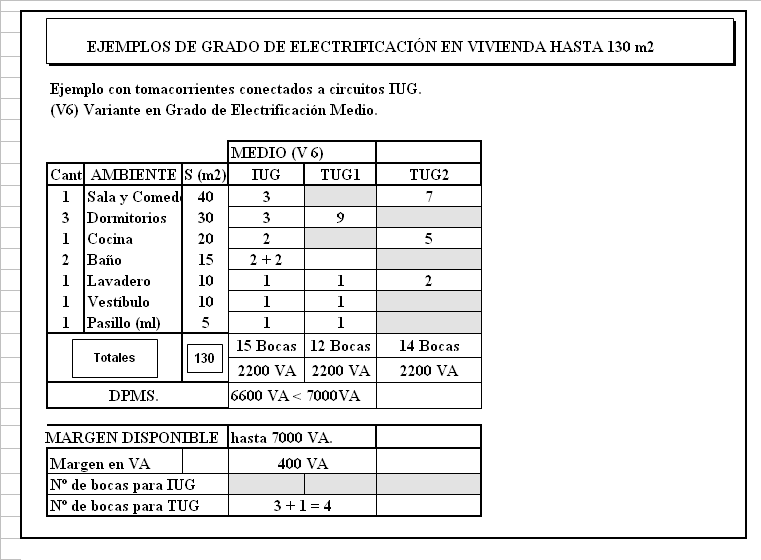 EJEMPLOS DE GRADO DE ELECTRIFICACIÓN EN VIVIENDA HASTA 130 m2
Ejemplo con tomacorrientes conectados a circuitos IUG.
(V6) Variante en Grado de Electrificación Medio.
MEDIO (V 6)
Cant AMBIENTE S (m2) IUG TUG1 TUG2
1 Sala y Comed 40 3 7
3 Dormitorios 30 3 9
1 Cocina 20 2 5
2 Baño 15 2 + 2
1 Lavadero 10 1 1 2
1 Vestíbulo 10 1 1
1 Pasillo (ml) 5 1 1
Totales 130 15 Bocas 12 Bocas 14 Bocas
2200 VA 2200 VA 2200 VA
DPMS. 6600 VA < 7000VA
MARGEN DISPONIBLE hasta 7000 VA.
Margen en VA 400 VA
Nº de bocas para IUG
Nº de bocas para TUG 3 + 1 = 4